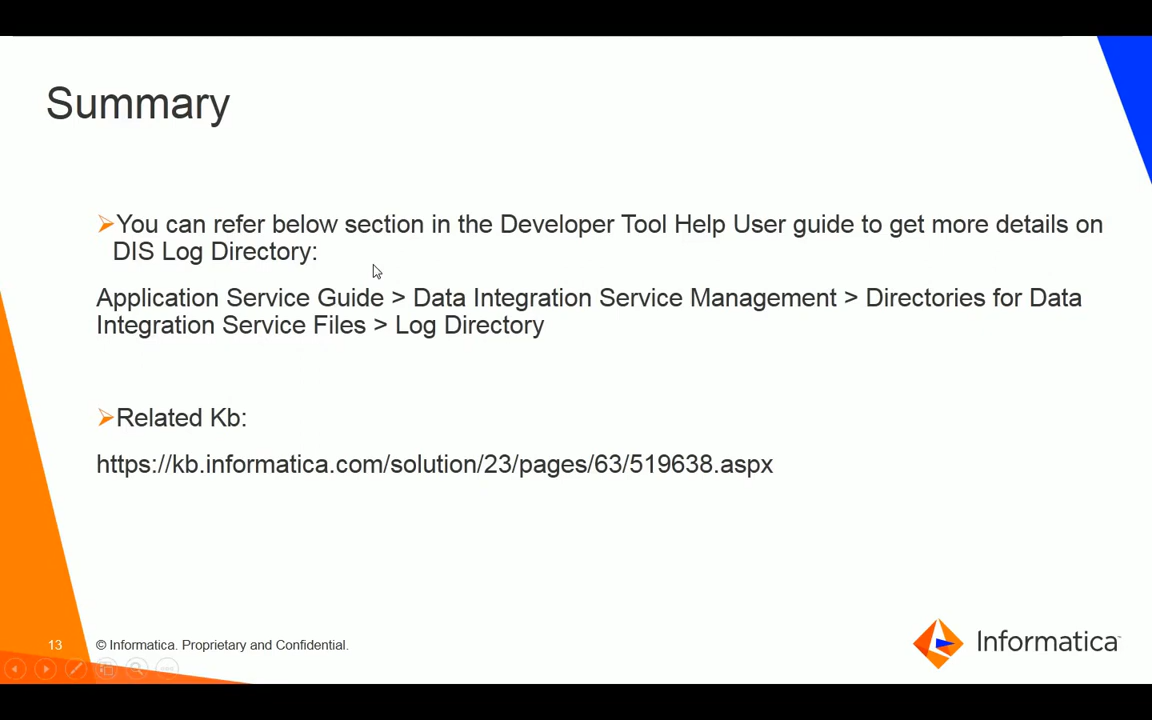 Summary
You can refer below section in the Developer Tool Help User guide to get more details on
DIS Log Directory:
Application Service Guide > Data Integration Service Management > Directories for Data
Integration Service Files > Log Directory
Related Kb:
https://kb.informatica.com/solution/23/pages/63/519638.aspx
13
© Informatica. Proprietary and Confidential.
Informatica